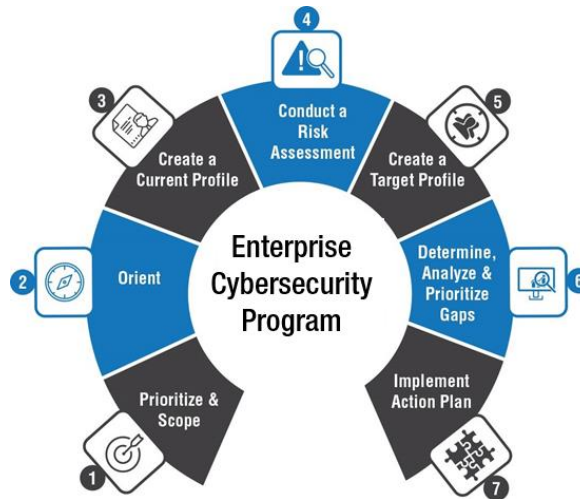 4
Conduct a
Risk
Assessment
3
Create a
Current Profile
5
Create a
Target Profile
2
Orient
Enterprise
Cybersecurity
Program
Determine,
Analyze &
Prioritize
Gaps
6
Prioritize &
Scope
1
Implement
Action Plan
7